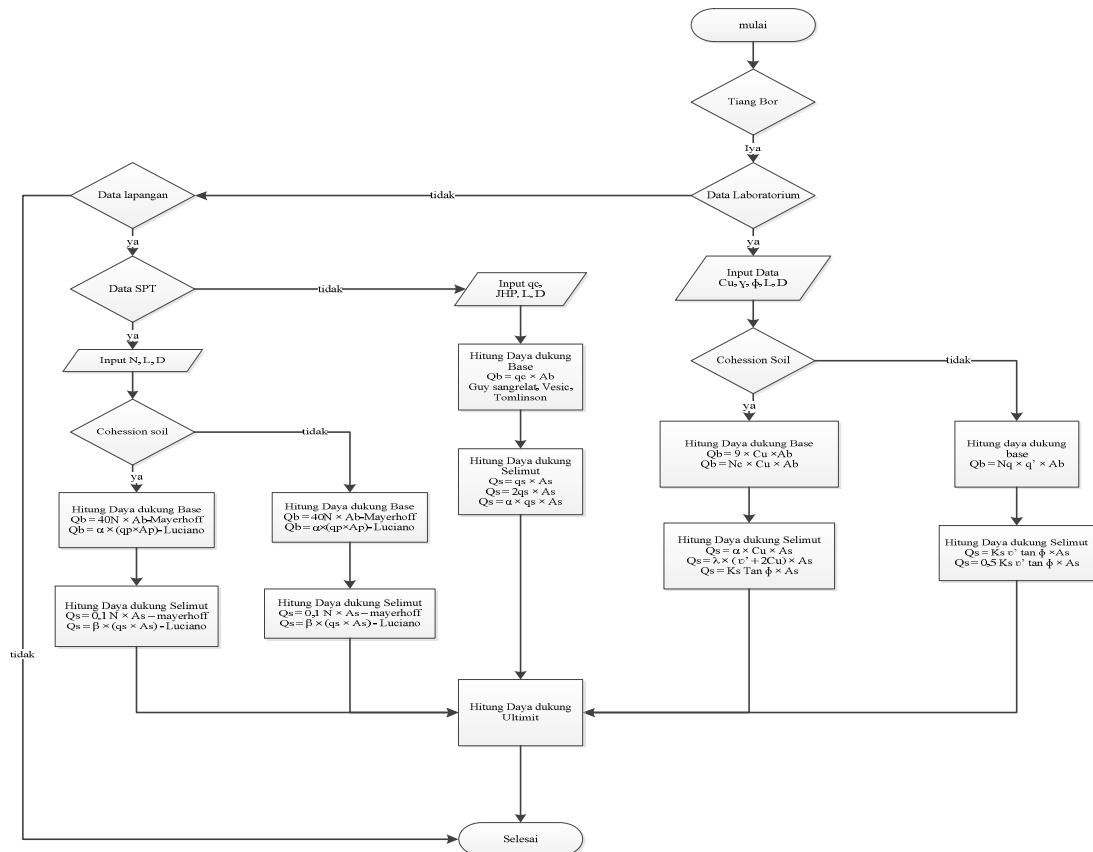 mulai
Tiang Bor
Iya
Data Laboratorium
tidak
Data lapangan
ya
Data SPT
tidak
ya
Input N, L, D
Cohession soil
tidak
ya
Hitung Daya dukung Base
Qb = 40N × Ab-Mayerhoff
Qb = α × (qp×Ap)- Luciano
Hitung Daya dukung Selimut
Qs = 0,1 N × As – mayerhoff
Qs = β × (qs × As) - Luciano
Hitung Daya dukung Base
Qb = 40N × Ab-Mayerhoff
Qb = α×(qp×Ap)- Luciano
Hitung Daya dukung Selimut
Qs = 0,1 N × As – mayerhoff
Qs = β × (qs × As) - Luciano
Input qc,
JHP, L, D
Hitung Daya dukung
Base
Qb = qc × Ab
Guy sangrelat, Vesic,
Tomlinson
Hitung Daya dukung
Selimut
Qs = qs × As
Qs = 2qs × As
Qs = α × qs × As
ya
Input Data
Cu, γ, ϕ, L, D
Cohession Soil
tidak
ya
Hitung Daya dukung Base
Qb = 9 × Cu ×Ab
Qb = Nc × Cu × Ab
Hitung Daya dukung Selimut
Qs = α × Cu × As
Qs = λ × (σ' + 2Cu) × As
Qs = Ks Tan ϕ × As
Hitung daya dukung
base
Qb = Nq × q' × Ab
Hitung Daya dukung Selimut
Qs = Ks σ' tan ϕ ×As
Qs = 0,5 Ks σ' tan ϕ × As
tidak
Hitung Daya dukung
Ultimit
Selesai